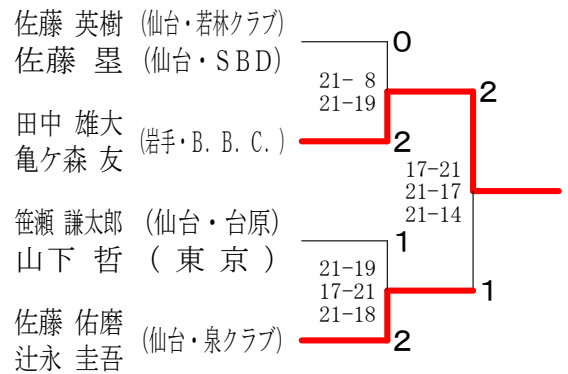 佐藤 英樹 (仙台・若林クラブ)
佐藤 塁 (仙台・SBD)
0
21- 8
21-19
2
田中 雄大
亀ケ森 友
(岩手・B.B.C.)
2
17-21
21-17
21-14
笹瀬 謙太郎 (仙台・台原)
山下 哲 (東京)
1
21-19
17-21
21-18
1
佐藤 佑磨
辻永 圭吾
(仙台・泉クラブ)
2